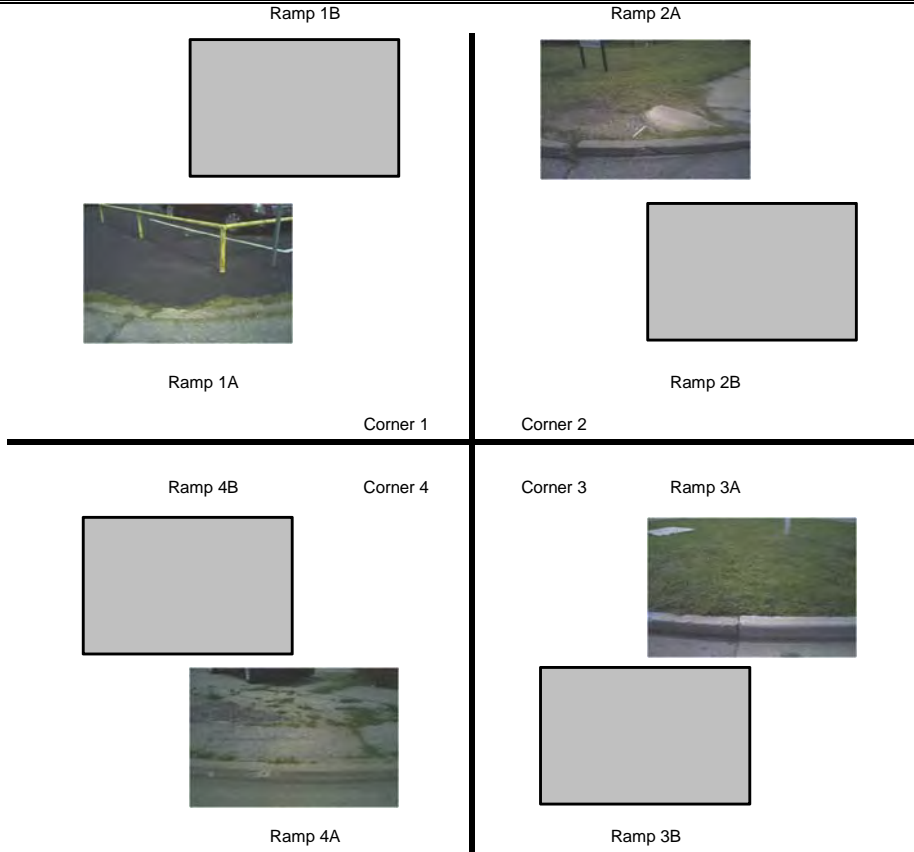 Ramp 1B
Ramp 2A
Ramp 1A
Ramp 2B
Corner 1
Corner 2
Ramp 4B
Corner 4
Corner 3
Ramp 3A
Ramp 4A
Ramp 3B